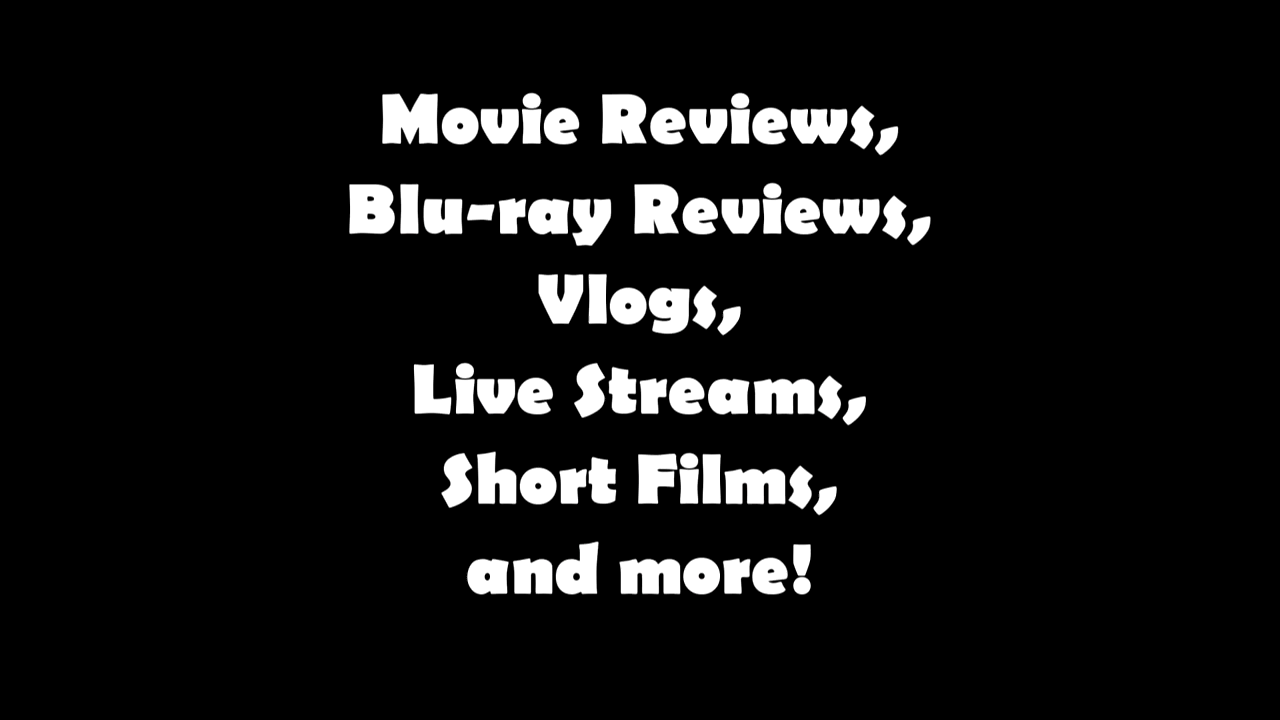 Movie Reviews,
Blu-ray Reviews,
Vlogs,
Live Streams,
Short Films,
and more!